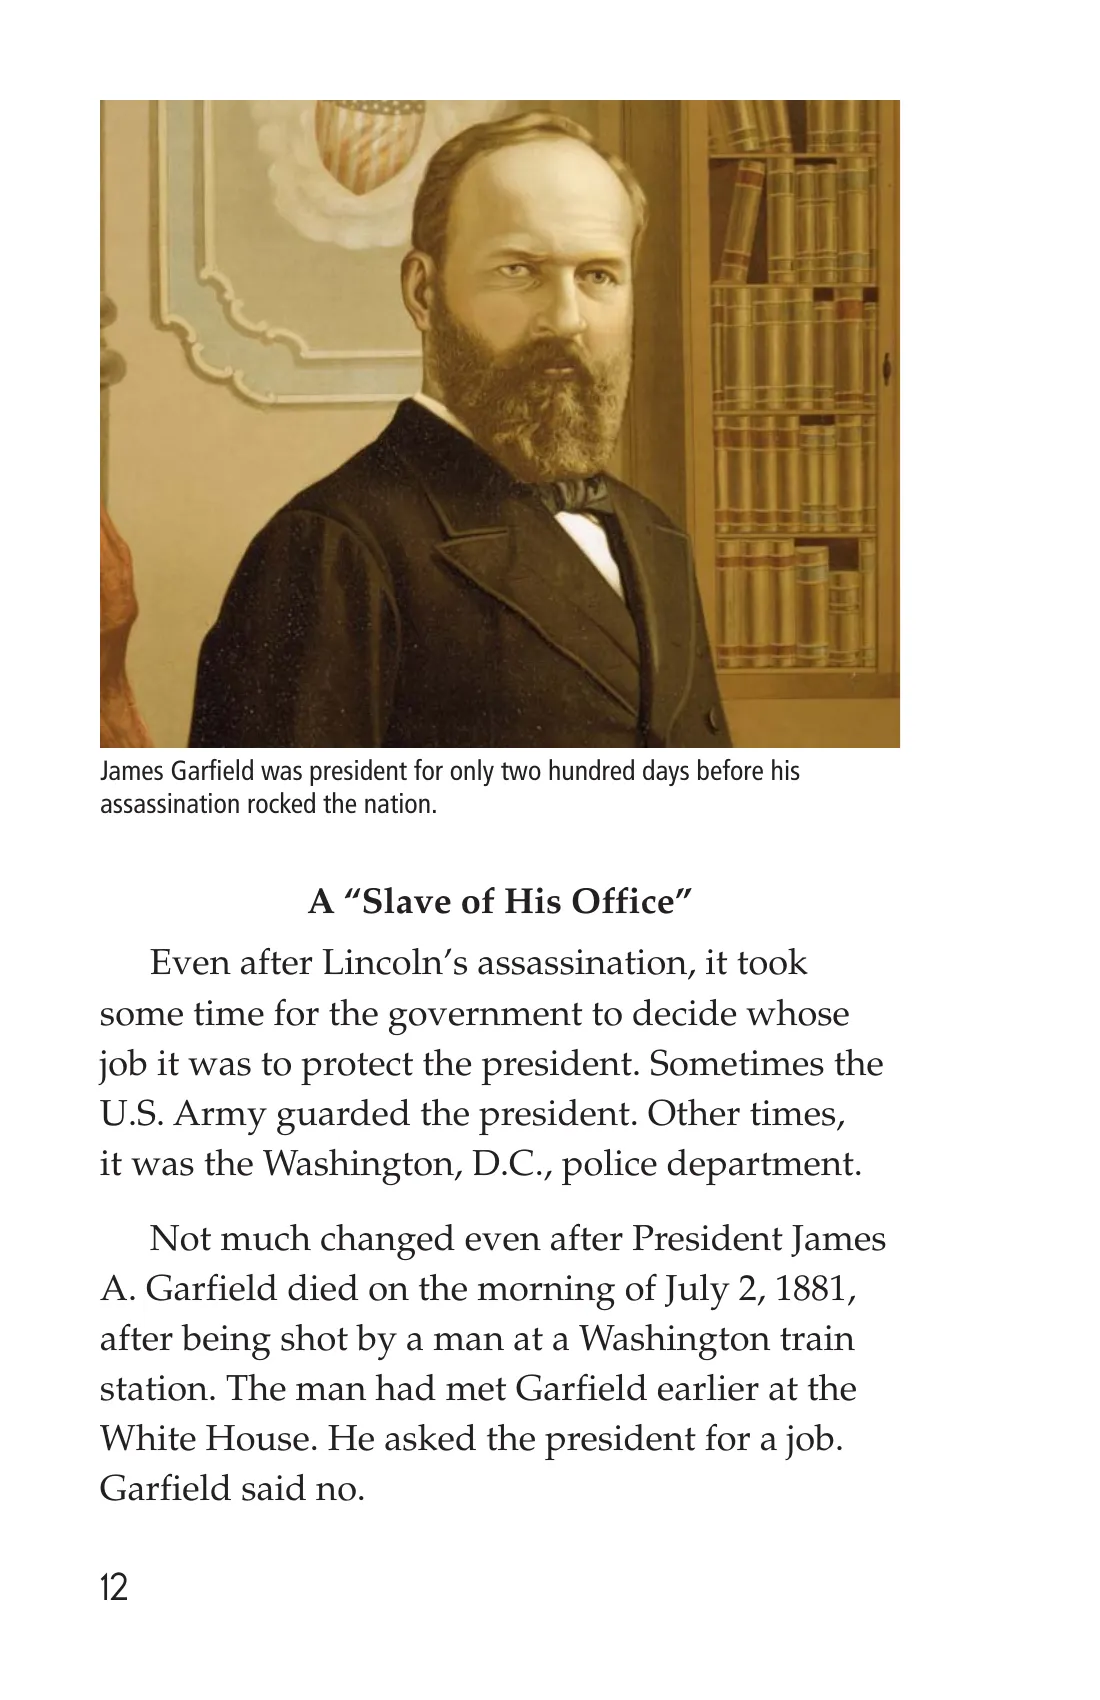 James Garfield was president for only two hundred days before his
assassination rocked the nation.
A “Slave of His Office”
Even after Lincoln’s assassination, it took
some time for the government to decide whose
job it was to protect the president. Sometimes the
U.S. Army guarded the president. Other times,
it was the Washington, D.C., police department.
Not much changed even after President James
A. Garfield died on the morning of July 2, 1881,
after being shot by a man at a Washington train
station. The man had met Garfield earlier at the
White House. He asked the president for a job.
Garfield said no.
12